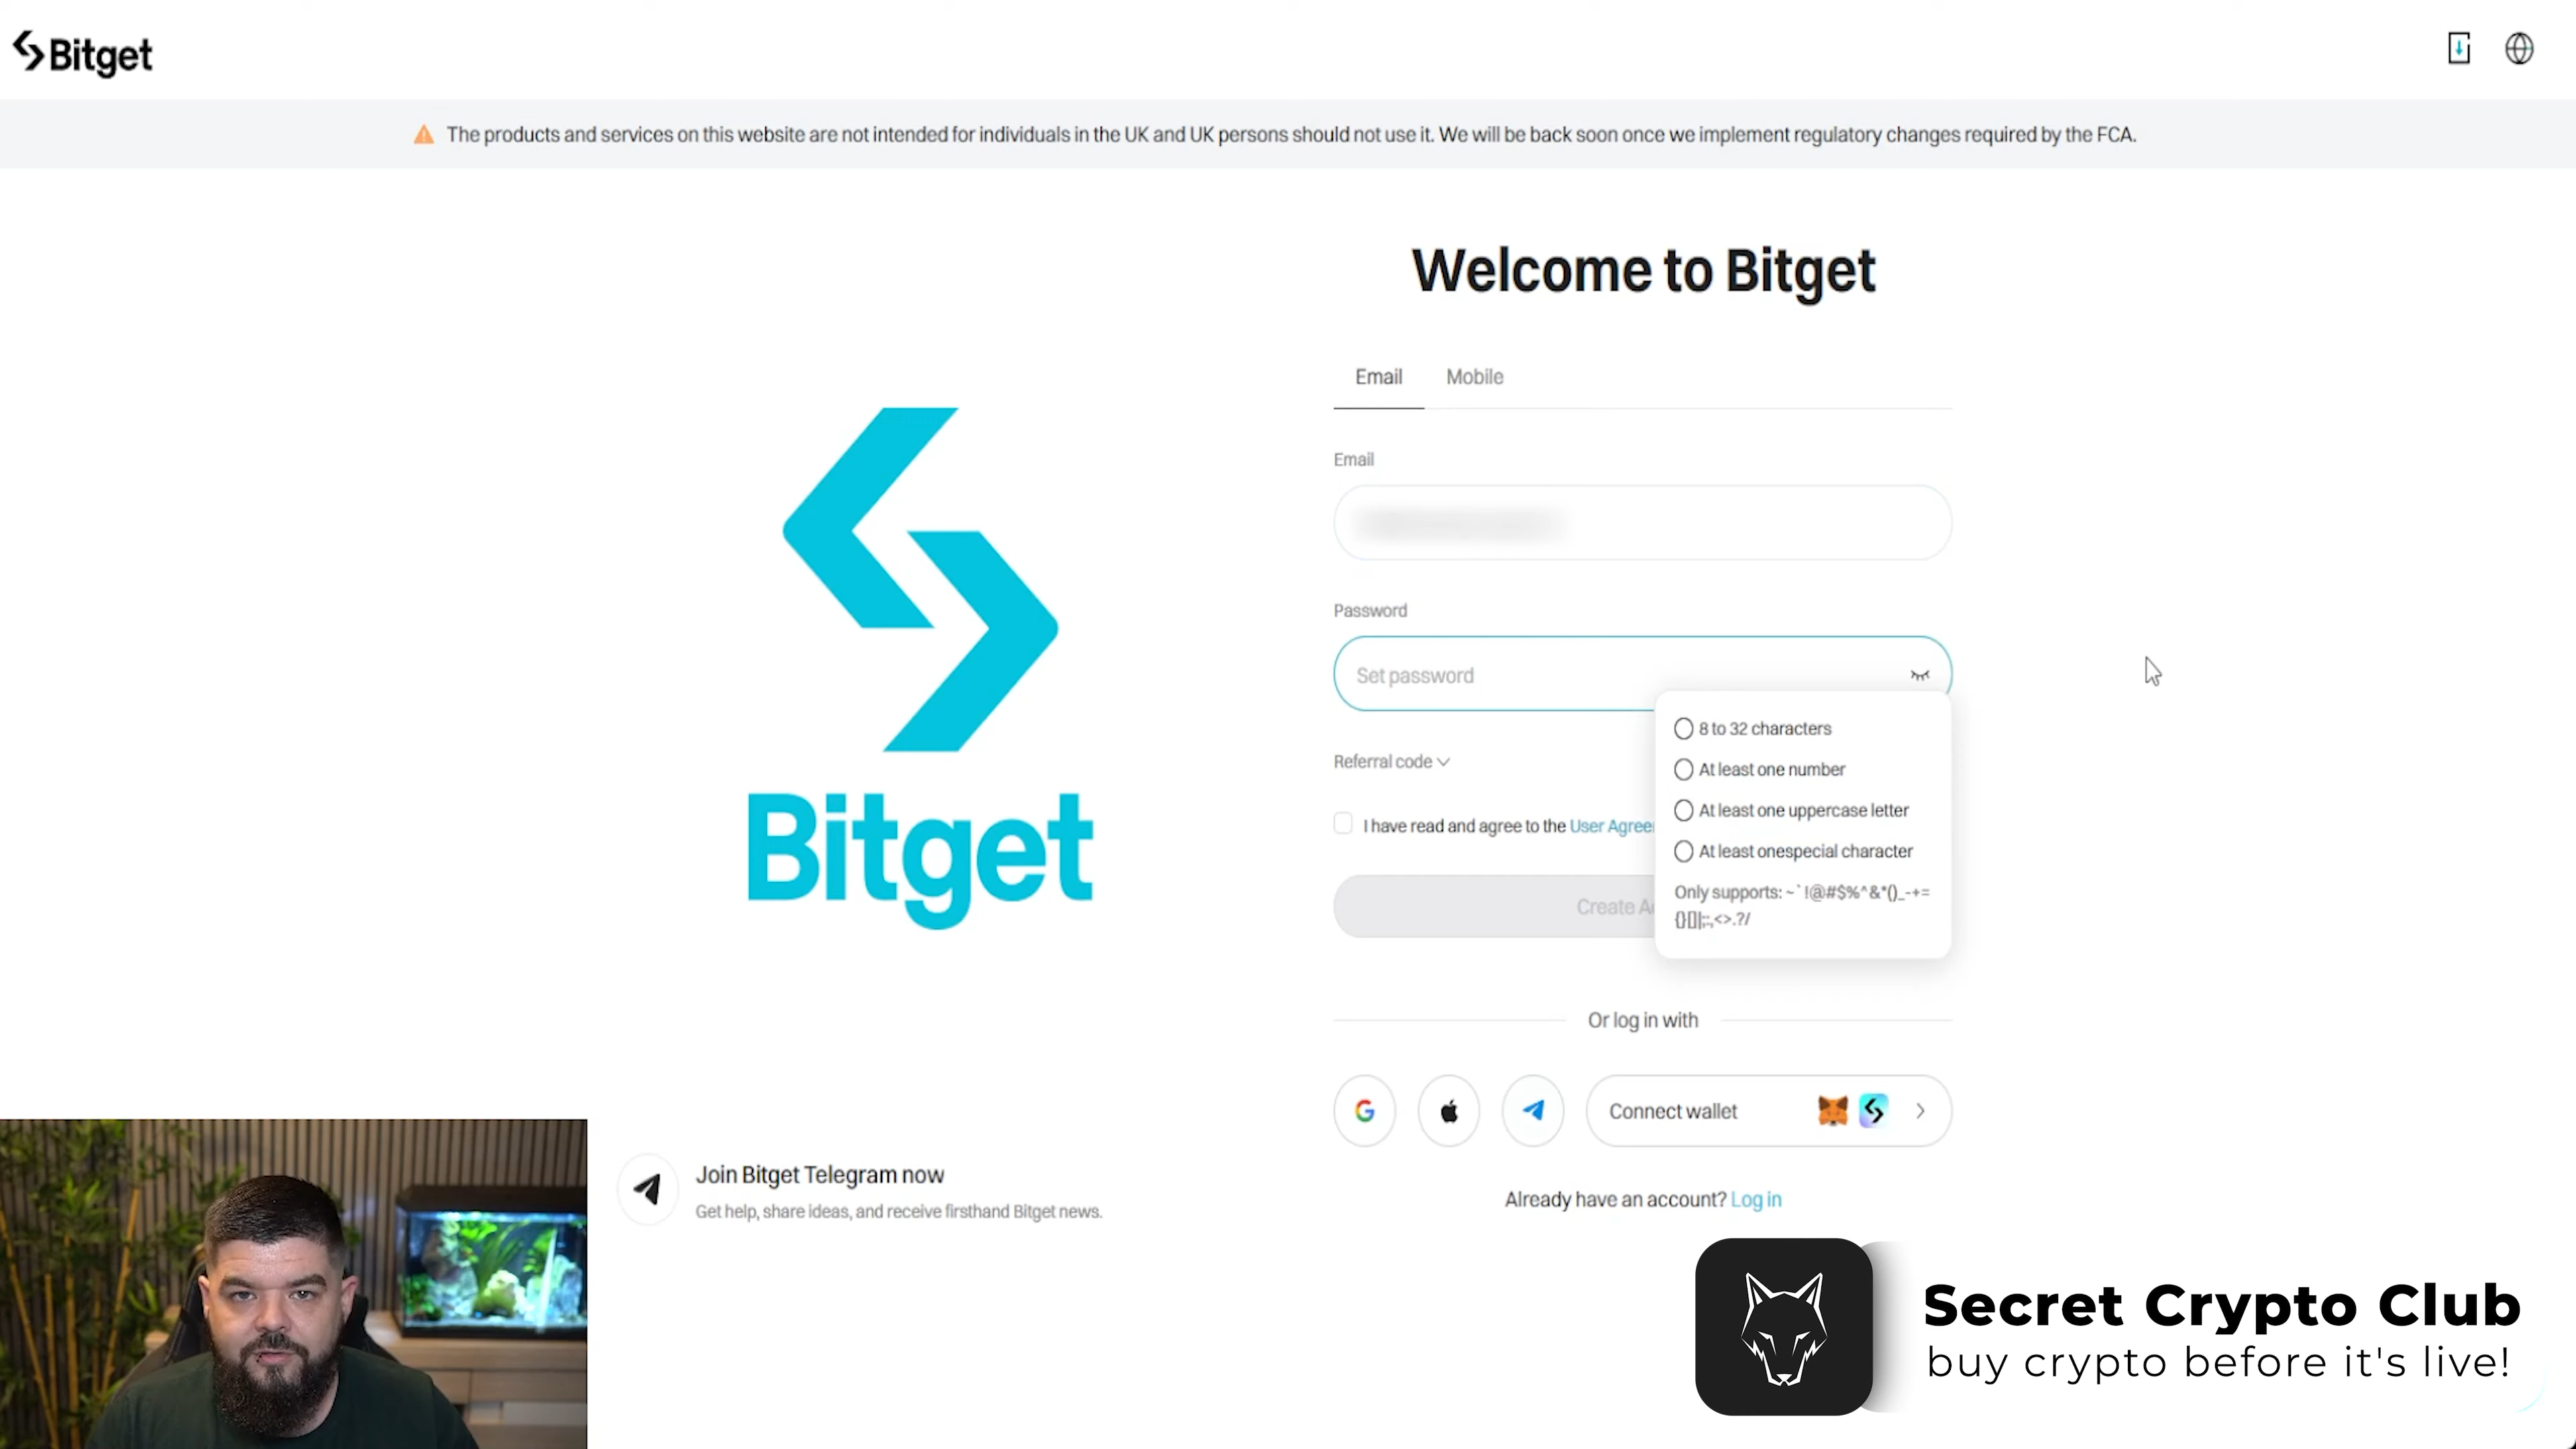 Bitget
The products and services on this website are not intended for individuals in the UK and UK persons should not use it. We will be back soon once we implement regulatory changes required by the FCA.
Welcome to Bitget
Email Mobile
Email
Password
Set password
8 to 32 characters
At least one number
At least one uppercase letter
At least onespecial character
Only supports: ~`!@#$%^&*()_-+=
{}[]|;:,<>.?/
Referral code
I have read and agree to the User Agree
Create A
Bitget
Or log in with
Connect wallet
Already have an account? Log in
Join Bitget Telegram now
Get help, share ideas, and receive firsthand Bitget news.
Secret Crypto Club
buy crypto before it's live!